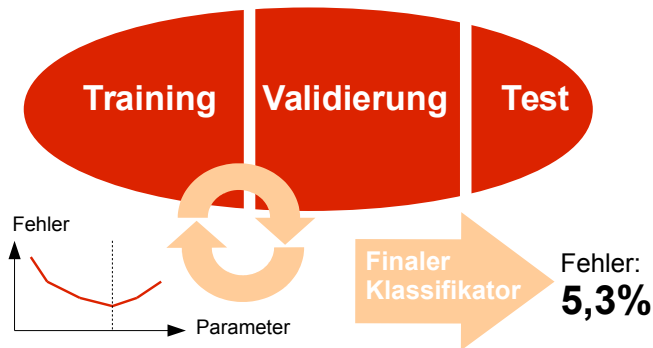 Training
Validierung
Test
Fehler
Parameter
Finaler
Klassifikator
Fehler:
5,3%